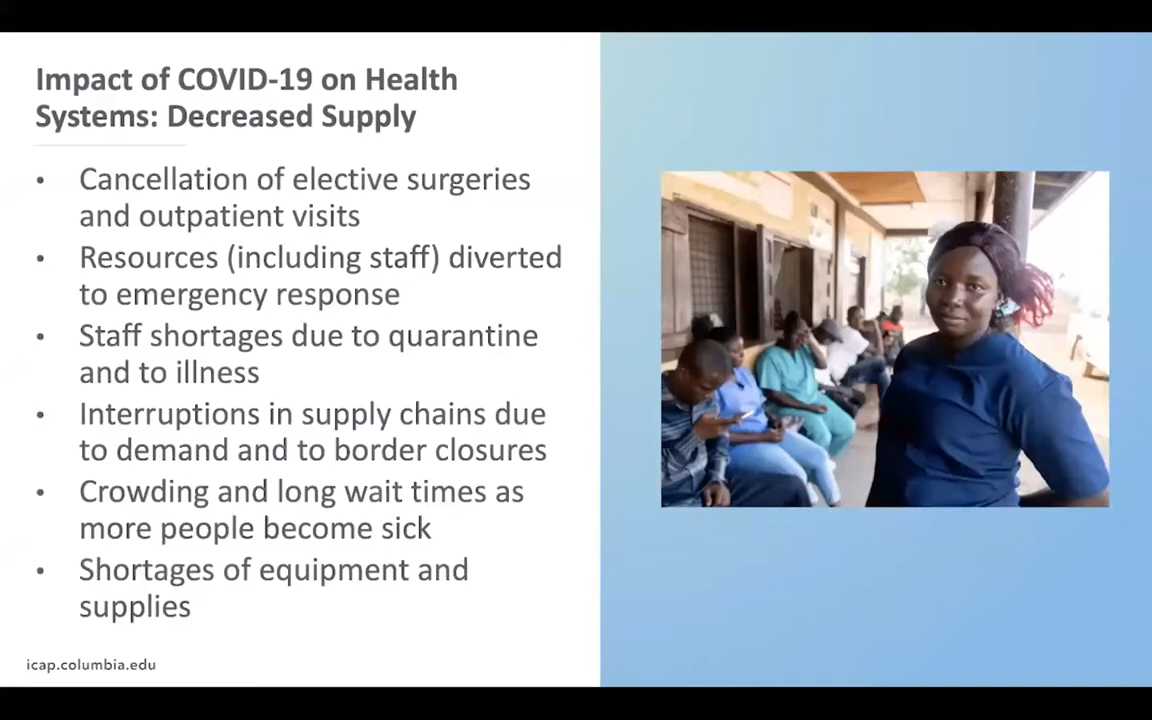 Impact of COVID-19 on Health
Systems: Decreased Supply
• Cancellation of elective surgeries
and outpatient visits
• Resources (including staff) diverted
to emergency response
• Staff shortages due to quarantine
and to illness
• Interruptions in supply chains due
to demand and to border closures
• Crowding and long wait times as
more people become sick
• Shortages of equipment and
supplies
icap.columbia.edu